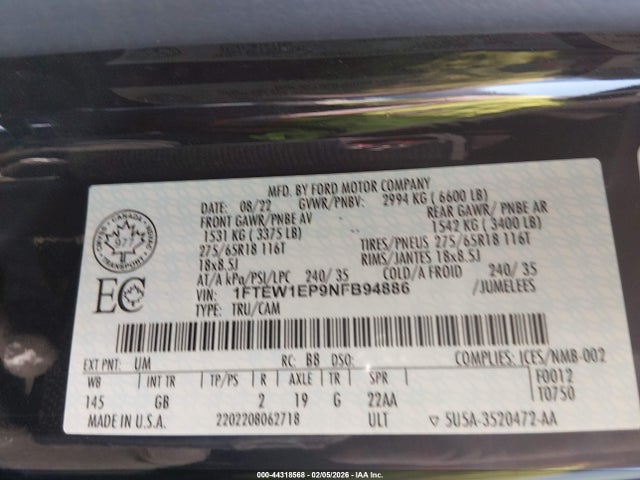 MFD. BY FORD MOTOR COMPANY
DATE: 08/22 GVWR/PNBV: 2994 KG ( 6600 LB)
FRONT GAWR/PNBE AV REAR GAWR/ PNBE AR
1531 KG ( 3375 LB) 1542 KG ( 3400 LB)
275/65R18 116T TIRES/PNEUS 275/65R18 116T
18x8.5J RIMS/JANTES 18x8.5J
AT/A kPa/PSI/LPC 240/ 35 COLD/A FROID 240/ 35
VIN: 1FTEW1EP9NFB94886 /JUMELEES
TYPE: TRU/CAM
CANADA
TRANSPORT
EC
EXT PNT: UM RC: B8 DSO: COMPLIES: ICES/NMB-002
WB INT TR TP/PS R AXLE TR SPR F0012
145 GB 2 19 G 22AA T0750
MADE IN U.S.A. 2202208062718 ULT 5U5A-3520472-AA
000-44318568 - 02/05/2026 - IAA Inc.